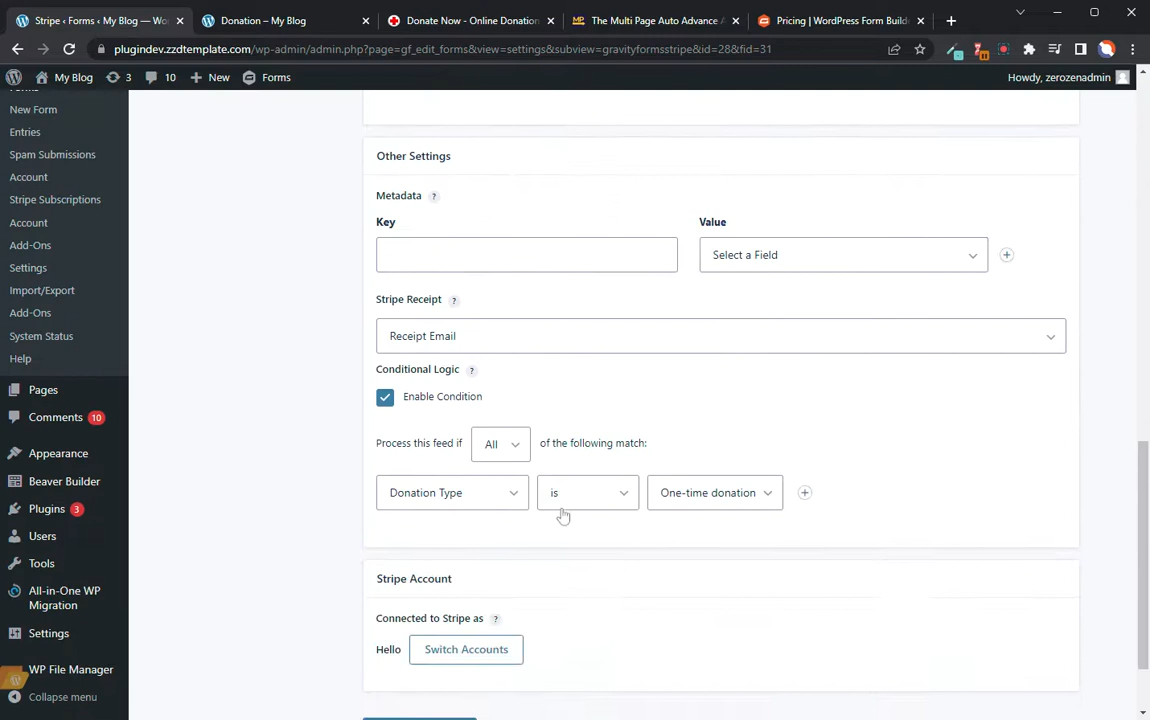 Stripe ‹ Forms ‹ My Blog — Wo
Donation – My Blog
Donate Now - Online Donation
The Multi Page Auto Advance A
Pricing | WordPress Form Build
plugindev.zzdtemplate.com/wp-admin/admin.php?page=gf_edit_forms&view=settings&subview=gravityformsstripe&id=28&fid=31
My Blog
3
10
New
Forms
Howdy, zerozenadmin
New Form
Entries
Spam Submissions
Account
Stripe Subscriptions
Account
Add-Ons
Settings
Import/Export
Add-Ons
System Status
Help
Pages
Comments 10
Appearance
Beaver Builder
Plugins 3
Users
Tools
All-in-One WP
Migration
Settings
WP File Manager
Collapse menu
Other Settings
Metadata ?
Key
Value
Select a Field
Stripe Receipt ?
Receipt Email
Conditional Logic ?
Enable Condition
Process this feed if All of the following match:
Donation Type
is
One-time donation
Stripe Account
Connected to Stripe as ?
Hello
Switch Accounts